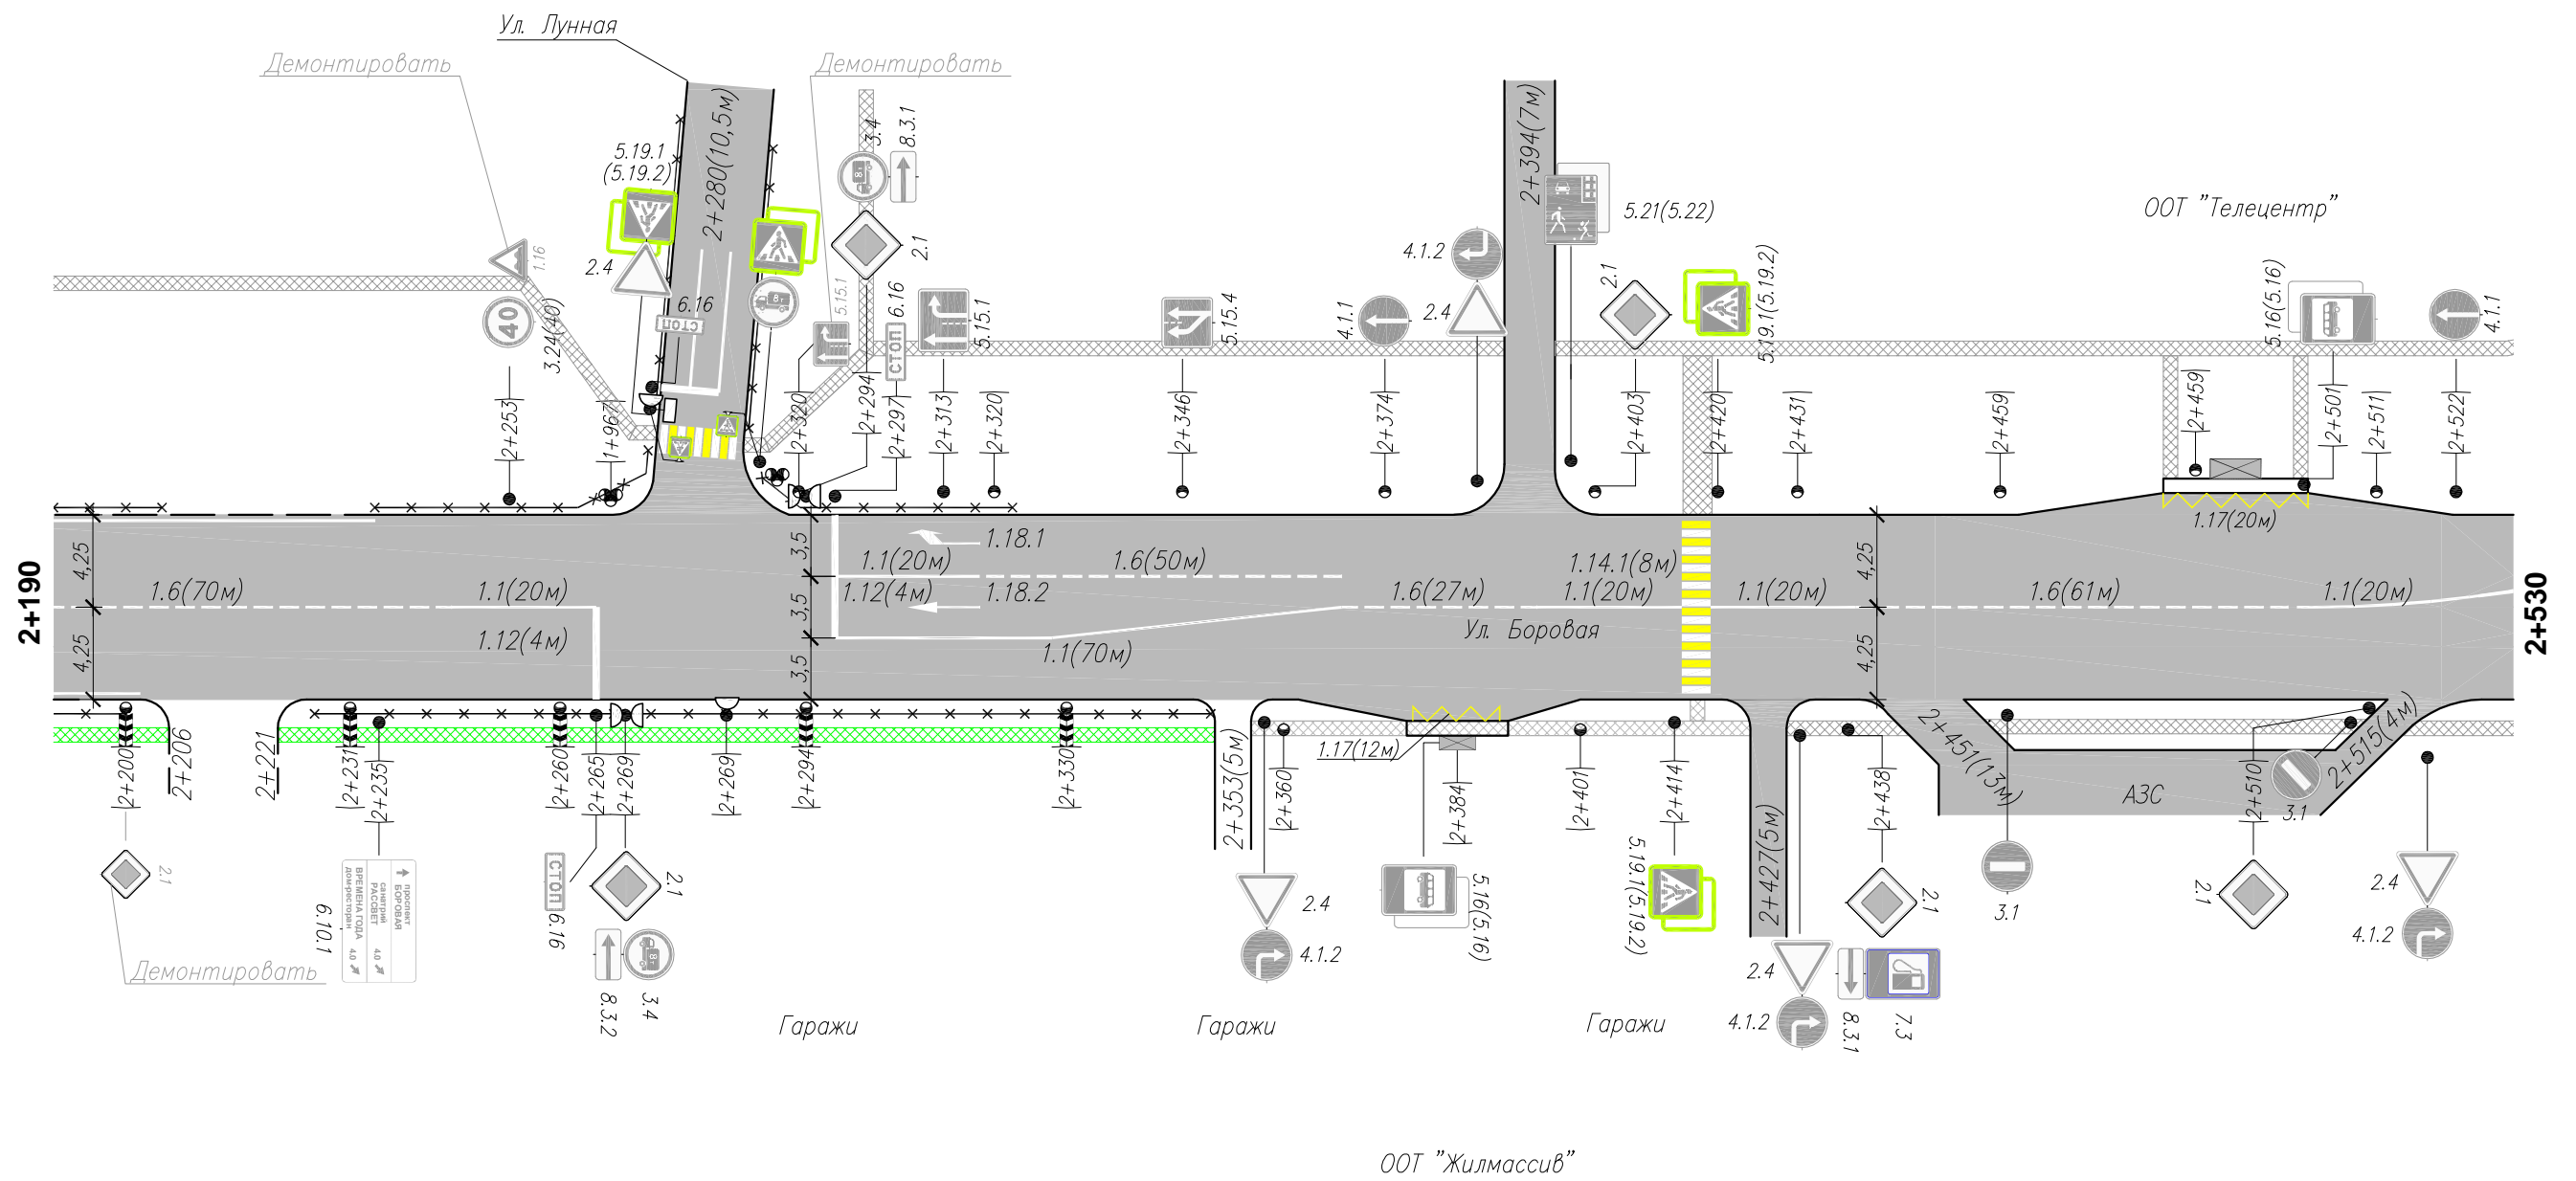 Ул. Лунная
Демонтировать
Демонтировать
5.19.1
(5.19.2)
2+280(10,5м)
3.4
8.3.1
8т
2.1
2.4
6.16
СТОП
1.16
40
3.24(40)
5.15.1
6.16
СТОП
5.15.1
5.15.4
4.1.1
4.1.2
2.4
2+394(7м)
5.21(5.22)
2.1
5.19.1(5.19.2)
ООТ "Телецентр"
5.16(5.16)
4.1.1
2+253
1+967
2+320
2+294
2+297
2+313
2+320
2+346
2+374
2+403
2+420
2+431
2+459
2+459
2+501
2+511
2+522
1.17(20м)
2+190
4,25
4,25
1.6(70м)
1.1(20м)
1.12(4м)
3,5
3,5
3,5
1.18.1
1.1(20м)
1.6(50м)
1.12(4м)
1.18.2
1.1(70м)
1.14.1(8м)
1.6(27м)
1.1(20м)
Ул. Боровая
1.1(20м)
4,25
4,25
1.6(61м)
1.1(20м)
2+530
2+200
2+206
2+221
2+231
2+235
2+260
2+265
2+269
2+269
2+294
2+330
2+353(5м)
2+360
1.17(12м)
2+384
2+401
2+414
2+427(5м)
2+438
2+451(13м)
АЗС
2+510
2+515(4м)
3.1
2.1
Демонтировать
6.10.1
проспект
БОРОВАЯ
санатрий
РАССВЕТ
4.0
ВРЕМЕНА ГОДА
дом-ресторан
4.0
СТОП
6.16
2.1
8т
8.3.2
3.4
2.4
4.1.2
5.16(5.16)
5.19.1(5.19.2)
2.4
4.1.2
2.1
8.3.1
7.3
3.1
2.1
2.4
4.1.2
Гаражи
Гаражи
Гаражи
ООТ "Жилмассив"